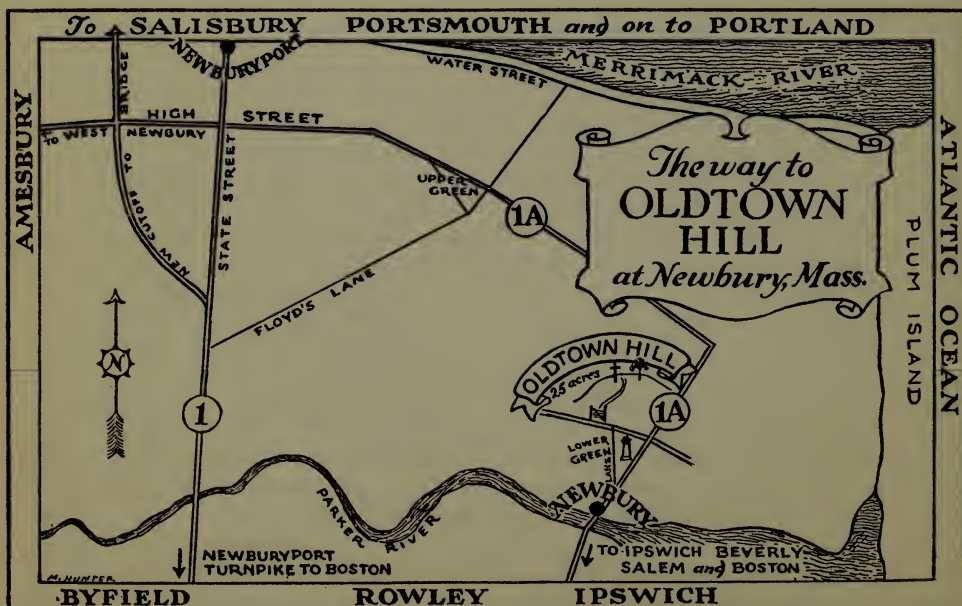 To SALISBURY PORTSMOUTH and on to PORTLAND
NEWBURYPORT
WATER STREET
MERRIMACK RIVER
BRIDGE
HIGH STREET
TO WEST NEWBURY
AMESBURY
NEW CUTOFF TO
STATE STREET
UPPER GREEN
1A
The way to
OLDTOWN
HILL
at Newbury, Mass.
ATLANTIC OCEAN
PLUM ISLAND
FLOYD'S LANE
N
1
OLDTOWN HILL
25 acres
1A
LOWER
GREEN
LANE
NEWBURY
PARKER RIVER
NEWBURYPORT
TURNPIKE TO BOSTON
TO IPSWICH BEVERLY
SALEM and BOSTON
M. HUNTER
BYFIELD ROWLEY IPSWICH